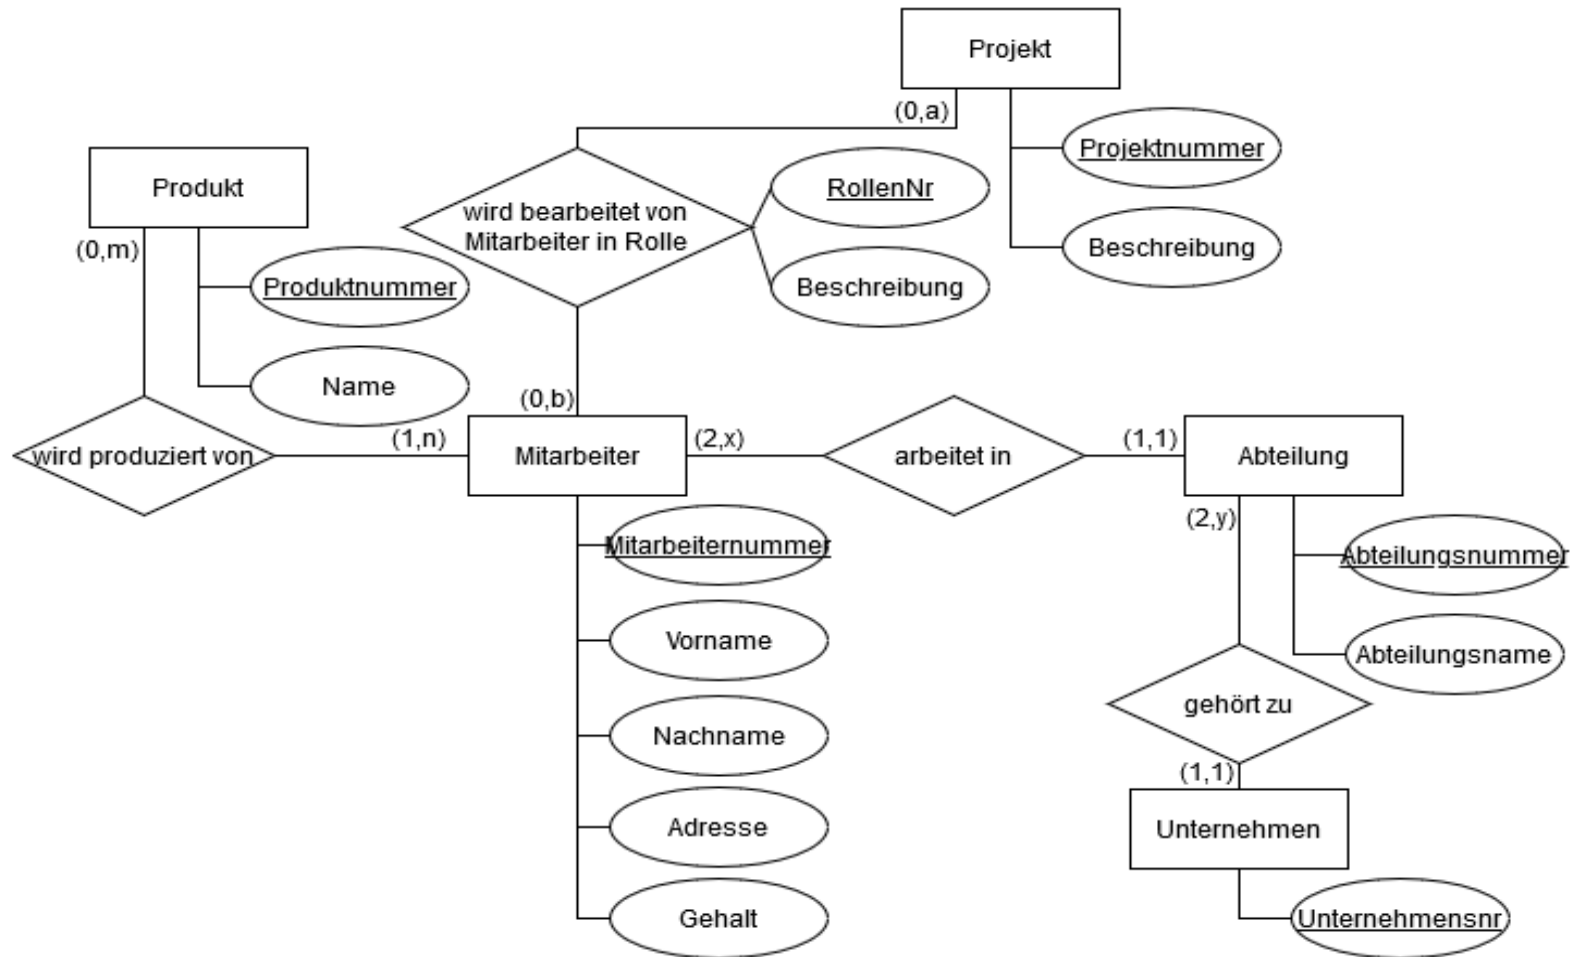 Projekt
(0,a)
Projektnummer
Produkt
RollenNr
wird bearbeitet von
Mitarbeiter in Rolle
(0,m)
Beschreibung
Produktnummer
Beschreibung
Name
(0,b)
wird produziert von
(1,n)
Mitarbeiter
(2,x)
arbeitet in
(1,1)
Abteilung
(2,y)
Mitarbeiternummer
Abteilungsnummer
Vorname
Abteilungsname
gehört zu
Nachname
(1,1)
Adresse
Unternehmen
Gehalt
Unternehmensnr